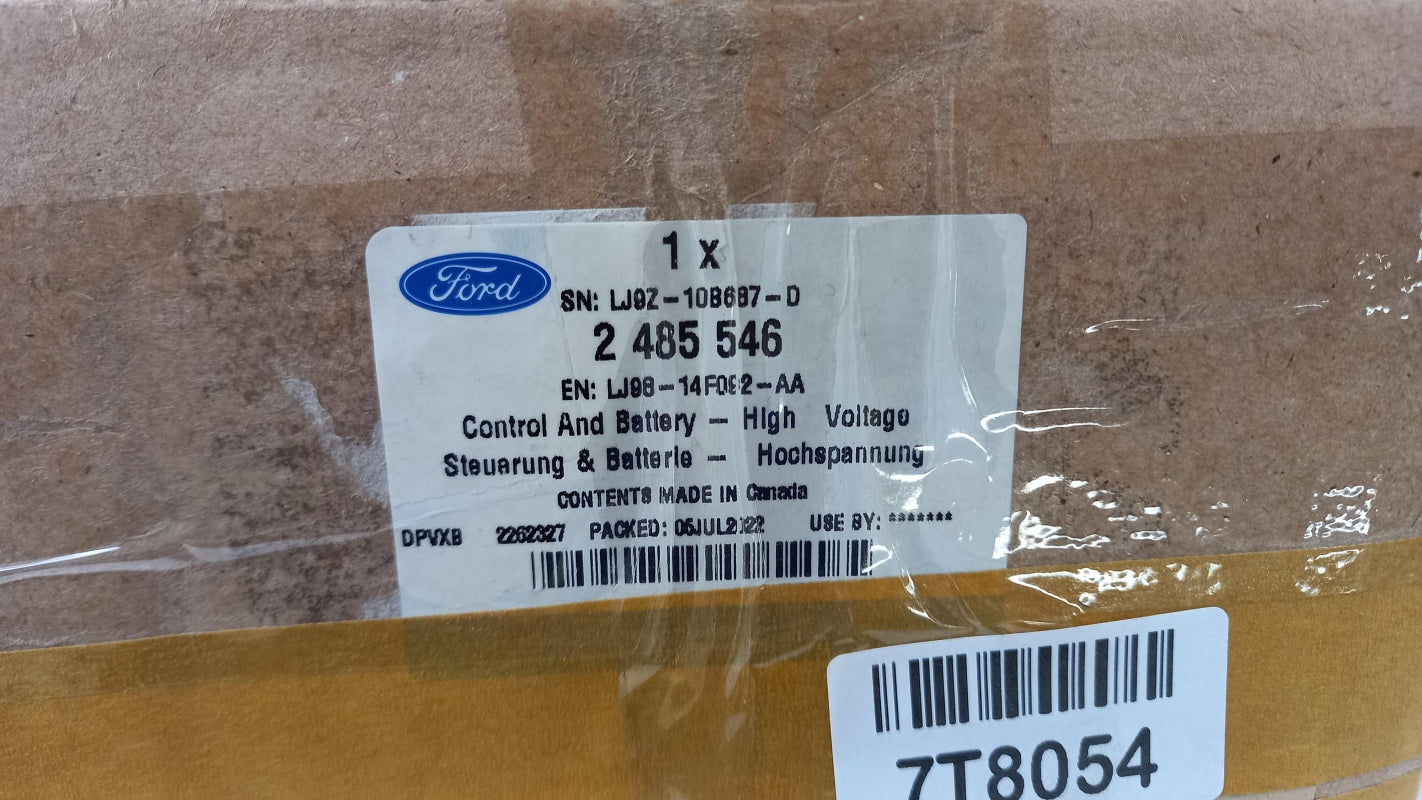 1 x
Ford
SN: LJ9Z-10B687-D
2 485 546
EN: LJ98-14F082-AA
Control And Battery - High Voltage
Steuerung & Batterie - Hochspannung
CONTENTS MADE IN Canada
DPVXB 2262327 PACKED: 05JUL2022 USE BY: *******
7T8054